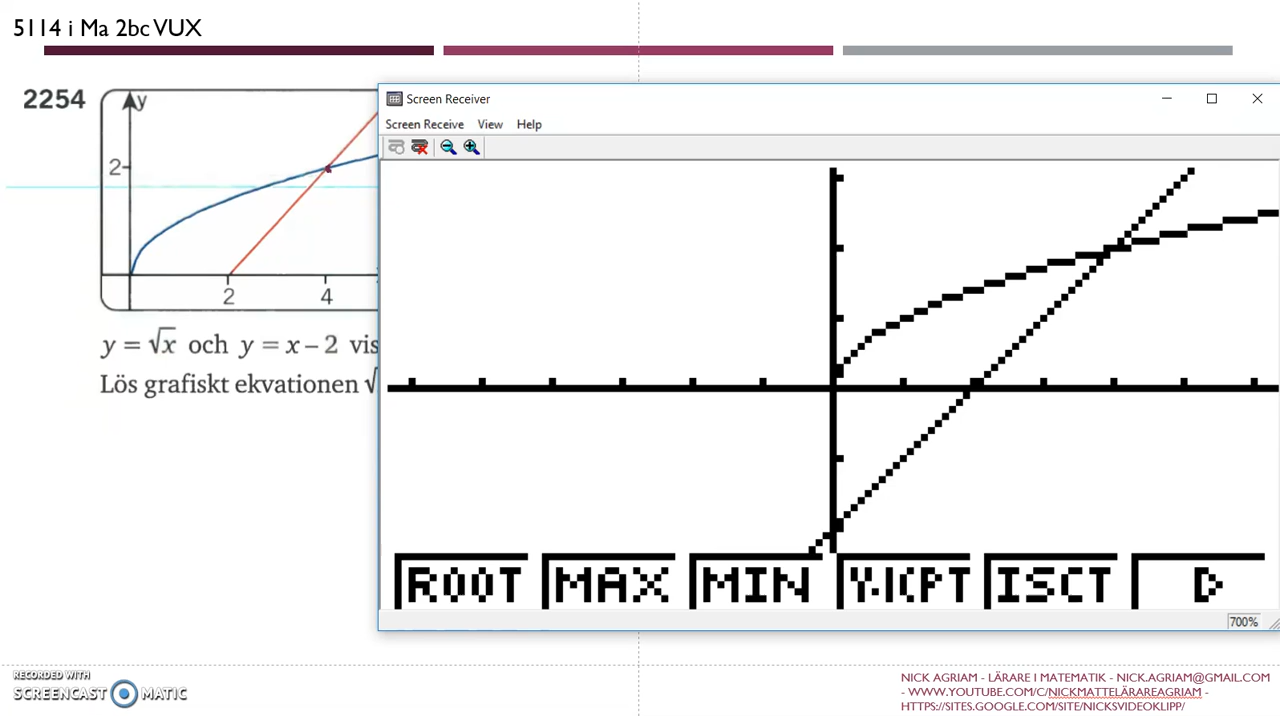 5114 i Ma 2bc VUX
2254
y
2
2
4
y = √x och y = x – 2 vis
Lös grafiskt ekvationen √
Screen Receiver
Screen Receive View Help
ROOT MAX MIN Y-ICPT ISCT D
700%
RECORDED WITH
SCREENCAST MATIC
NICK AGRIAM - LÄRARE I MATEMATIK - NICK.AGRIAM@GMAIL.COM
- WWW.YOUTUBE.COM/C/NICKMATTELÄRAREAGRIAM -
HTTPS://SITES.GOOGLE.COM/SITE/NICKSVIDEOKLIPP/